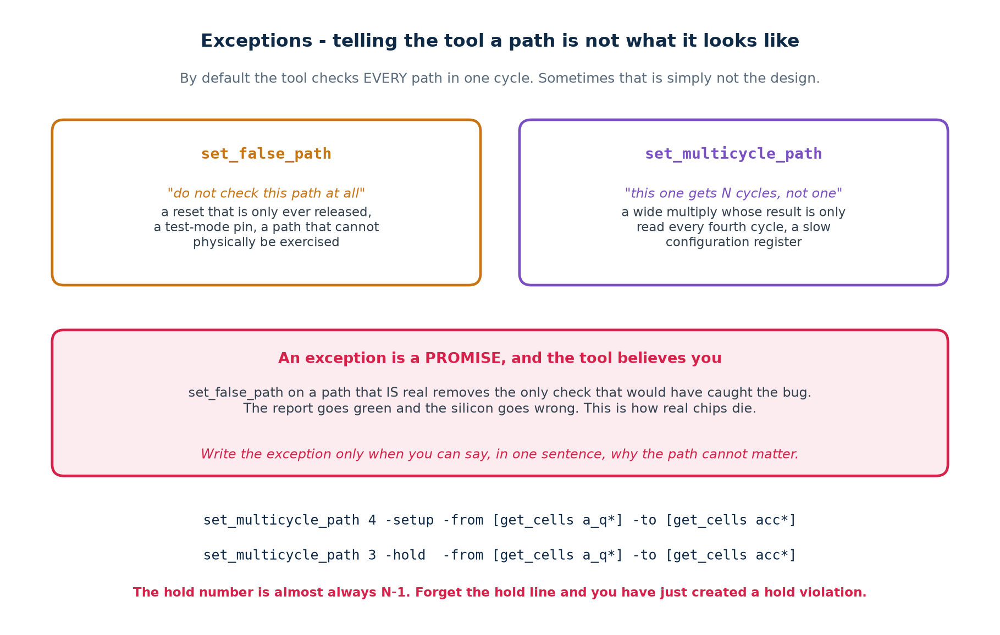 Exceptions - telling the tool a path is not what it looks like
By default the tool checks EVERY path in one cycle. Sometimes that is simply not the design.
set_false_path
"do not check this path at all"
a reset that is only ever released,
a test-mode pin, a path that cannot
physically be exercised
set_multicycle_path
"this one gets N cycles, not one"
a wide multiply whose result is only
read every fourth cycle, a slow
configuration register
An exception is a PROMISE, and the tool believes you
set_false_path on a path that IS real removes the only check that would have caught the bug.
The report goes green and the silicon goes wrong. This is how real chips die.
Write the exception only when you can say, in one sentence, why the path cannot matter.
set_multicycle_path 4 -setup -from [get_cells a_q*] -to [get_cells acc*]
set_multicycle_path 3 -hold  -from [get_cells a_q*] -to [get_cells acc*]
The hold number is almost always N-1. Forget the hold line and you have just created a hold violation.